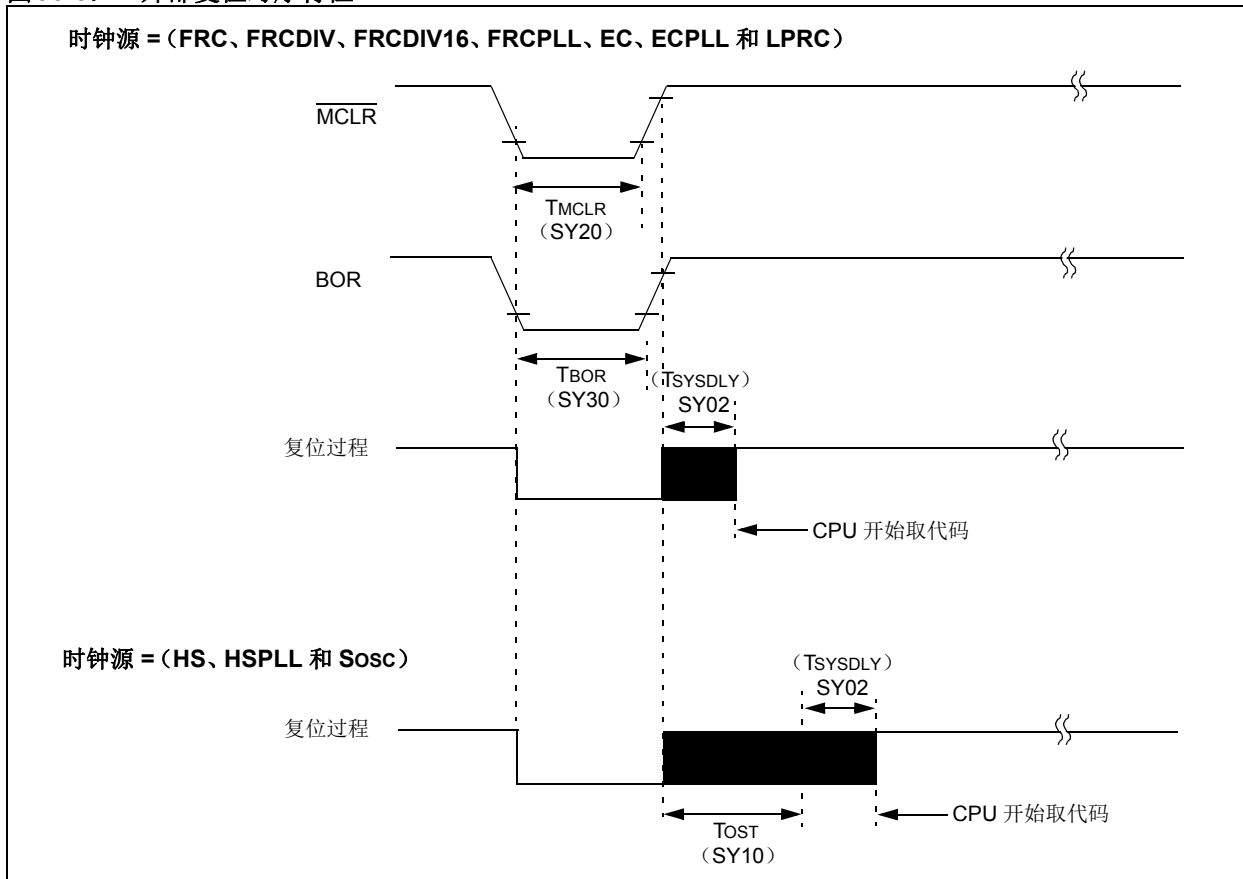 时钟源 =（FRC、FRCDIV、FRCDIV16、FRCPLL、EC、ECPLL 和 LPRC）
MCLR
TMCLR
（SY20）
BOR
TBOR
（SY30）
（TSYSDLY）
SY02
复位过程
CPU 开始取代码
时钟源 =（HS、HSPLL 和 SOSC）
（TSYSDLY）
SY02
复位过程
CPU 开始取代码
TOST
（SY10）